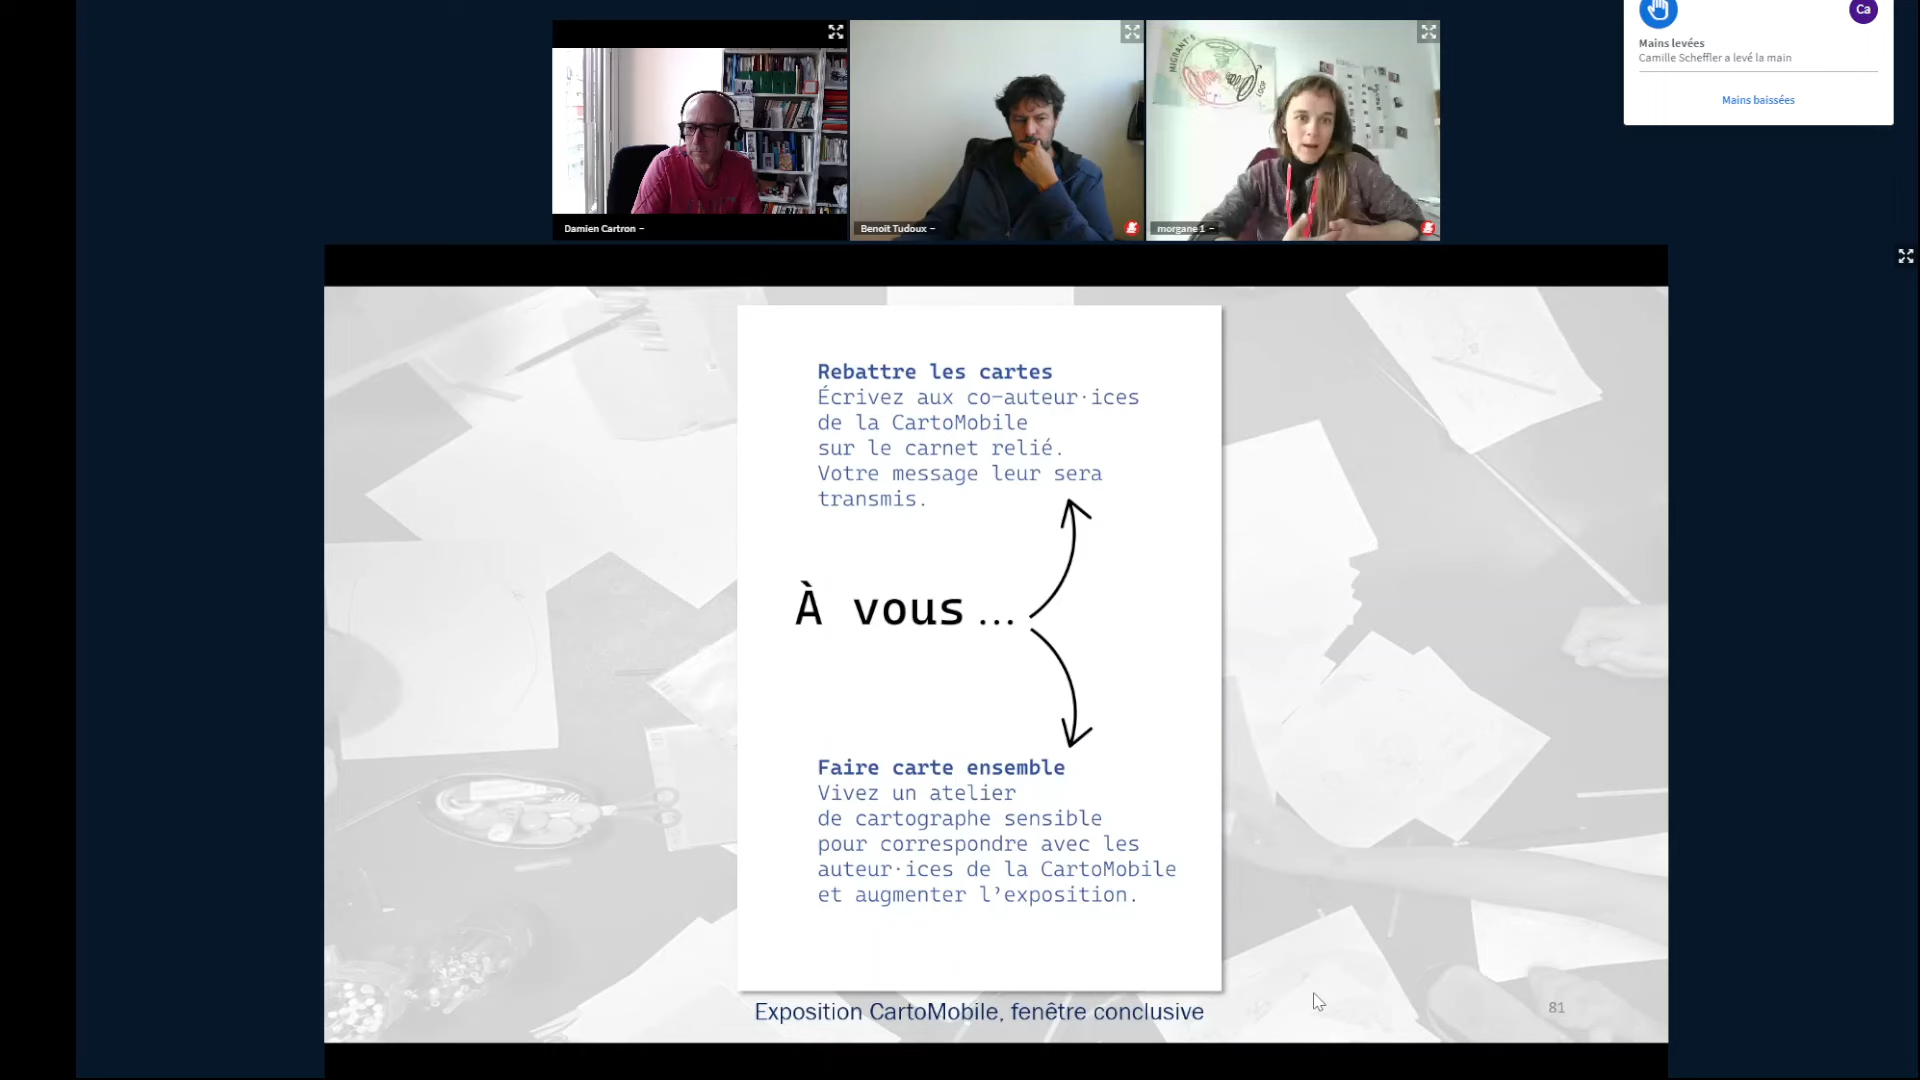 Ca
Mains levées
Camille Scheffler a levé la main
Mains baissées
MIGRANT'S
LOOP
Damien Cartron –
Benoît Tudoux –
morgane 1 –
Rebattre les cartes
Écrivez aux co-auteur·ices
de la CartoMobile
sur le carnet relié.
Votre message leur sera
transmis.
À vous ...
Faire carte ensemble
Vivez un atelier
de cartographe sensible
pour correspondre avec les
auteur·ices de la CartoMobile
et augmenter l’exposition.
Exposition CartoMobile, fenêtre conclusive
81